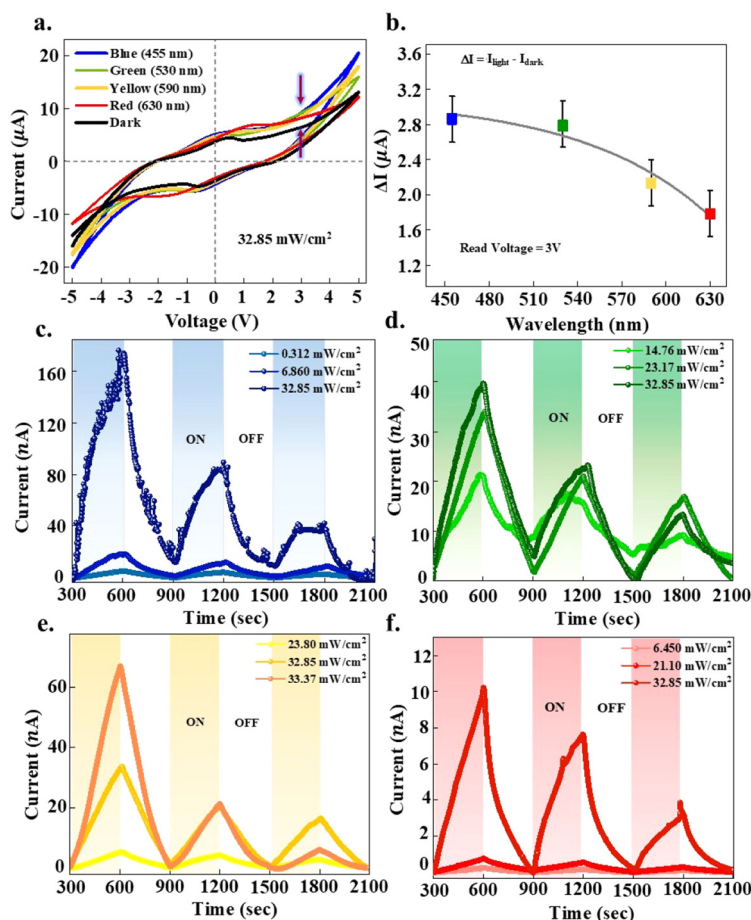 a.
Blue (455 nm)
Green (530 nm)
Yellow (590 nm)
Red (630 nm)
Dark
32.85 mW/cm²
20
10
0
-10
-20
Current (µA)
-5 -4 -3 -2 -1 0 1 2 3 4 5
Voltage (V)
b.
ΔI = I_light - I_dark
Read Voltage = 3V
3.6
3.2
2.8
2.4
2.0
1.6
1.2
ΔI (µA)
450 480 510 540 570 600 630
Wavelength (nm)
c.
0.312 mW/cm²
6.860 mW/cm²
32.85 mW/cm²
ON OFF
160
120
80
40
0
Current (nA)
300 600 900 1200 1500 1800 2100
Time (sec)
d.
14.76 mW/cm²
23.17 mW/cm²
32.85 mW/cm²
ON OFF
50
40
30
20
10
0
Current (nA)
300 600 900 1200 1500 1800 2100
Time (sec)
e.
23.80 mW/cm²
32.85 mW/cm²
33.37 mW/cm²
ON OFF
60
40
20
0
Current (nA)
300 600 900 1200 1500 1800 2100
Time (sec)
f.
6.450 mW/cm²
21.10 mW/cm²
32.85 mW/cm²
ON OFF
12
10
8
6
4
2
0
Current (nA)
300 600 900 1200 1500 1800 2100
Time (sec)